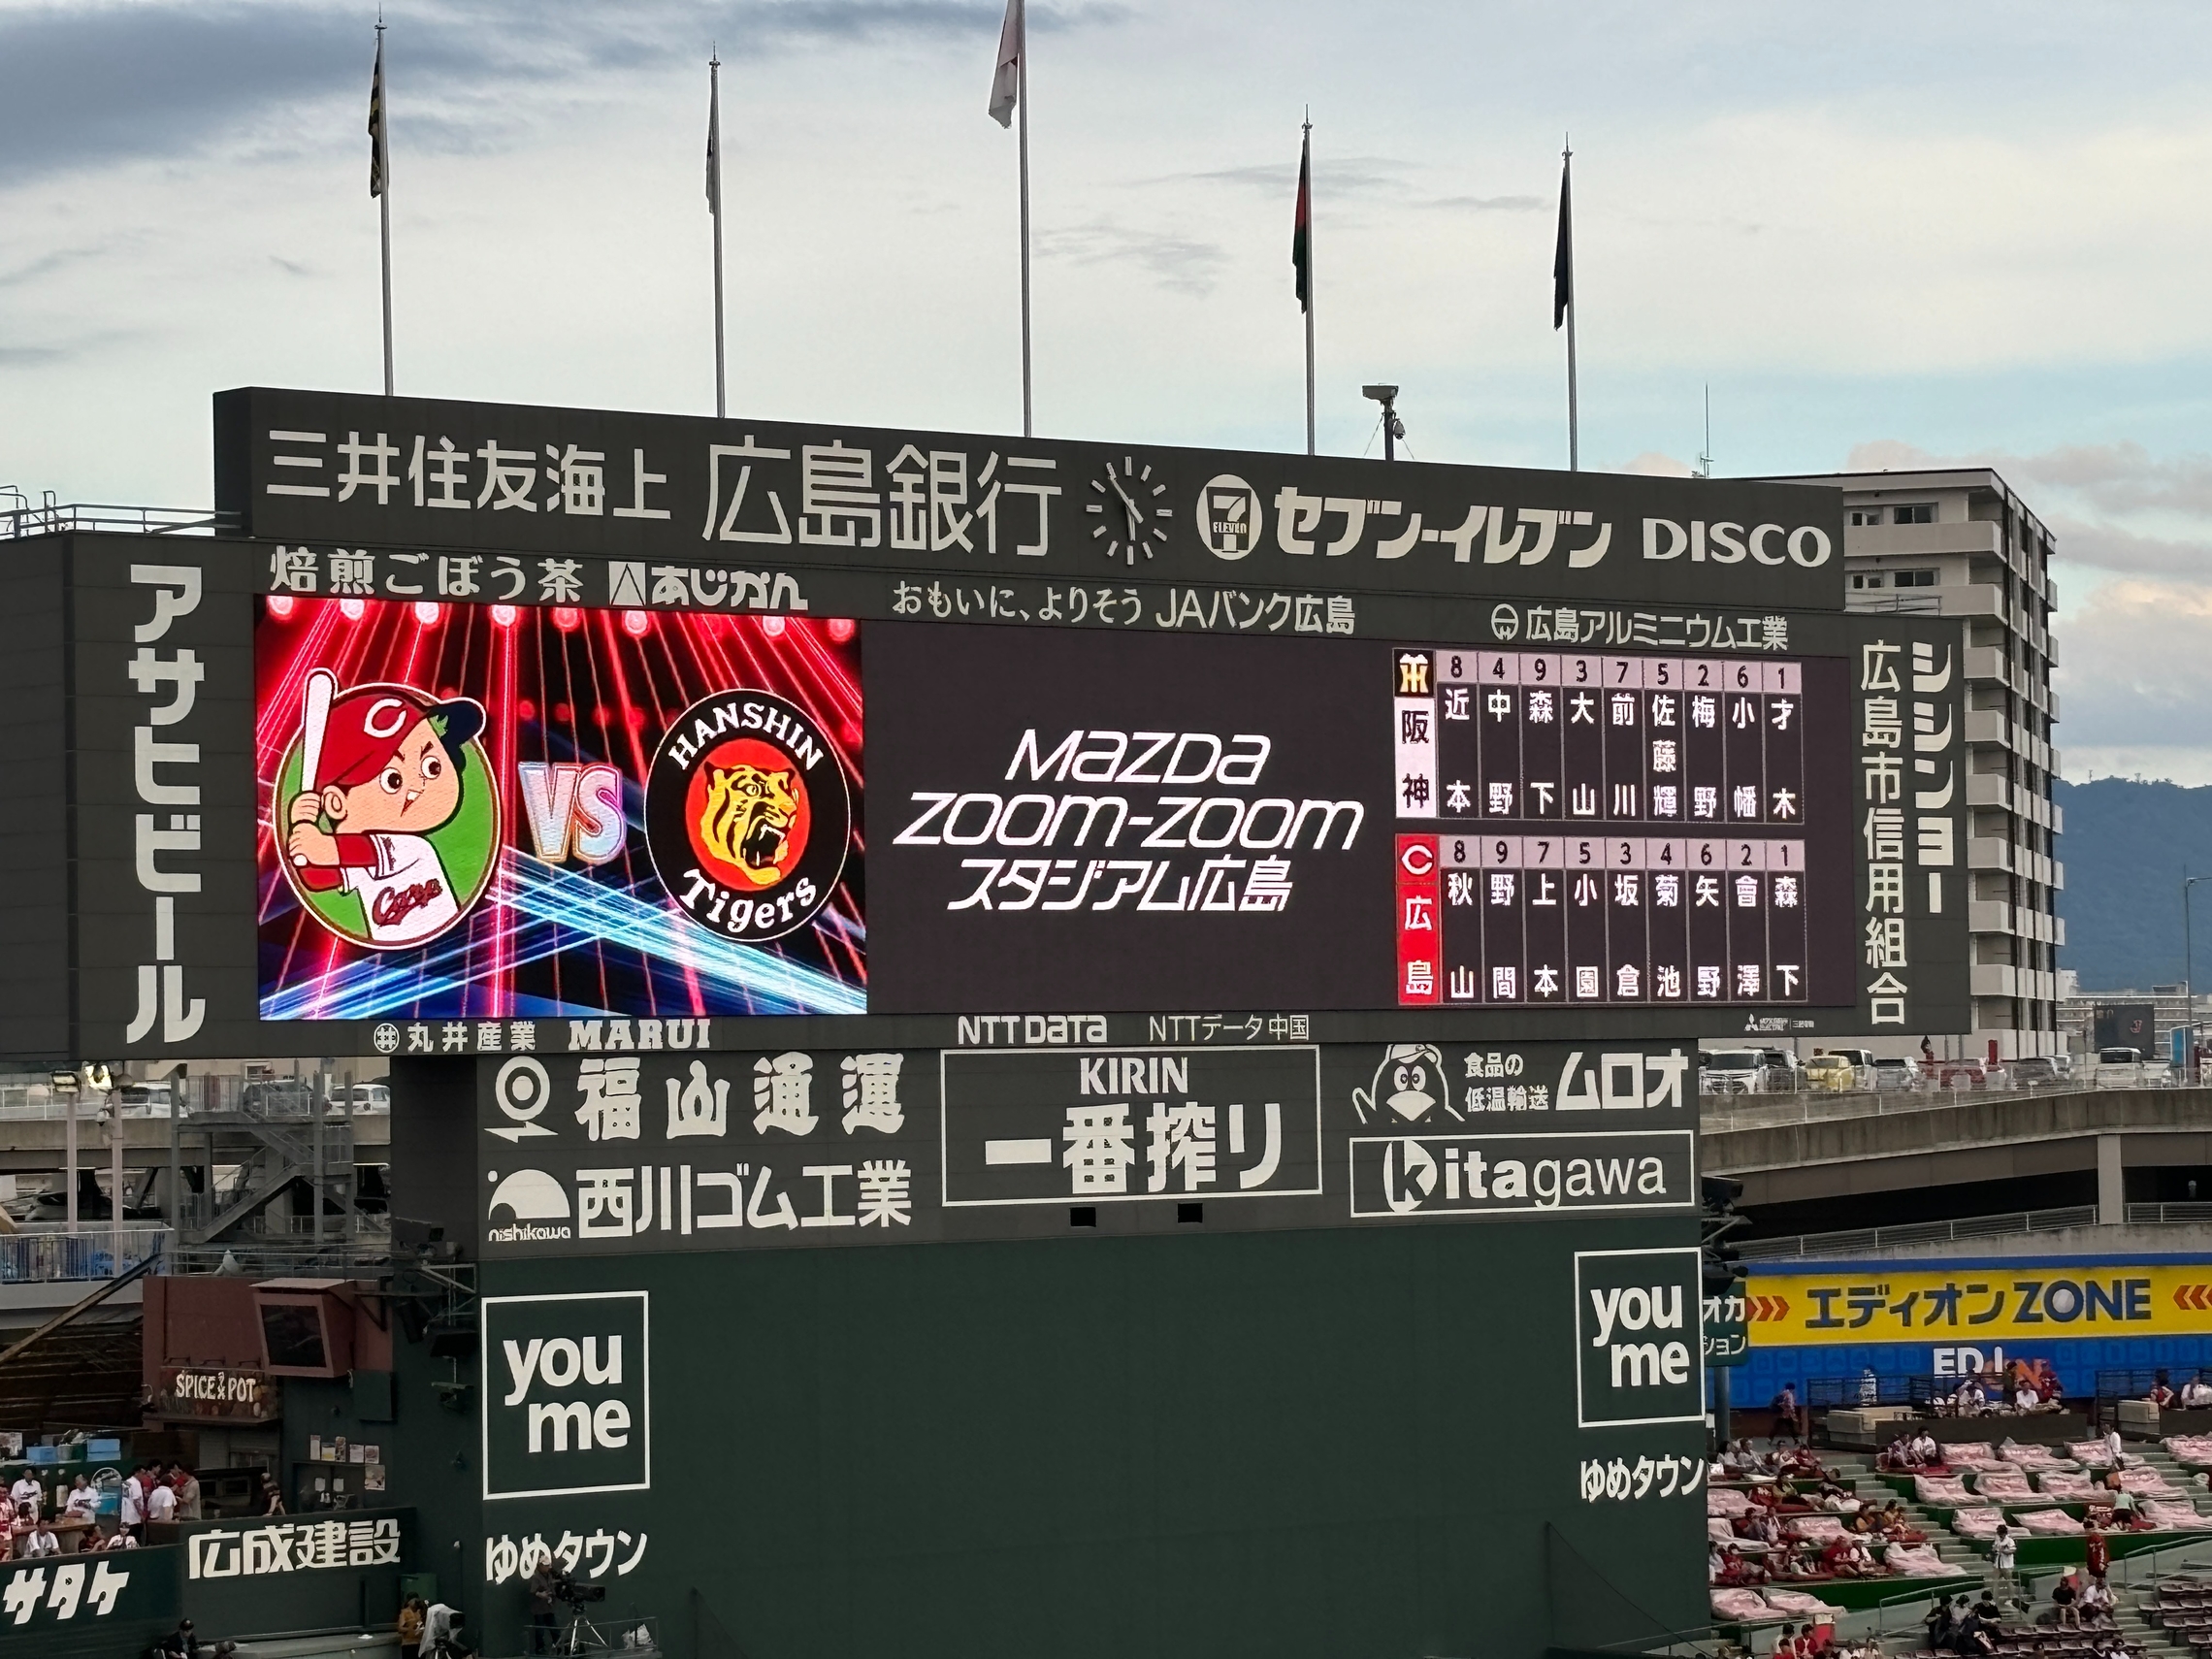 三井住友海上 広島銀行 7 ELEVEN セブン-イレブン DISCO
焙煎ごぼう茶 あじかん
おもいに、よりそう JAバンク広島
広島アルミニウム工業
アサヒビール
シシンヨー
広島市信用組合
C
Carp
VS
HANSHIN
Tigers
mazda
zoom-zoom
スタジアム広島
阪神
8 4 9 3 7 5 2 6 1
近本 中野 森下 大山 前川 佐藤輝 梅野 小幡 才木
C 広島
8 9 7 5 3 4 6 2 1
秋山 野間 上本 小園 坂倉 菊池 矢野 會澤 森下
丸井産業 MARUI
NTT DATA NTTデータ中国
福山通運
nishikawa 西川ゴム工業
KIRIN
一番搾り
食品の
低温輸送
ムロオ
kitagawa
you
me
ゆめタウン
you
me
ゆめタウン
オカ
ション
エディオンZONE
EDION
SPICE POT
広成建設
サタケ